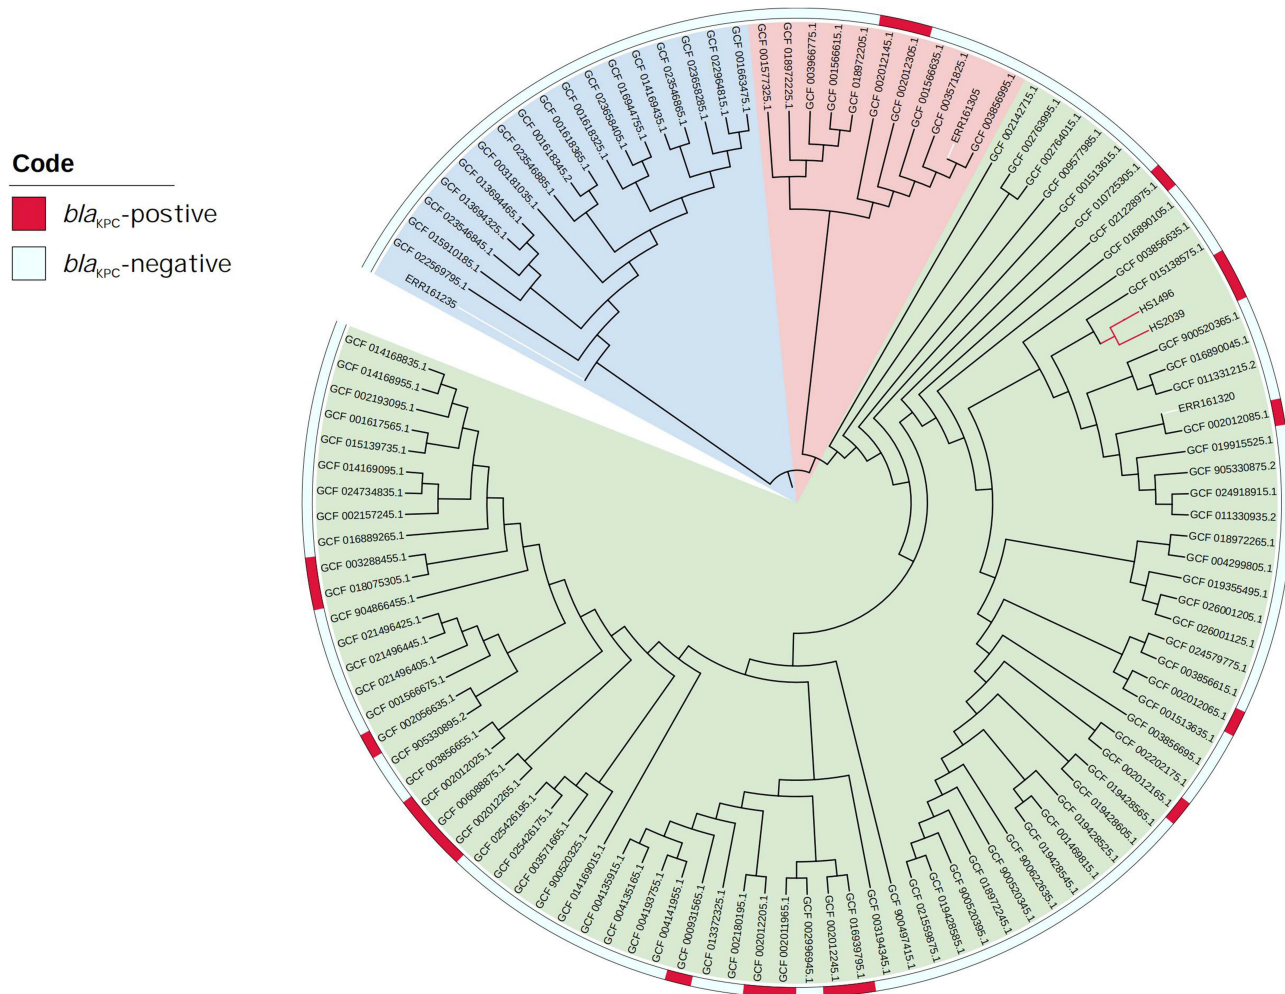 Code
blaKPC-postive
blaKPC-negative
ERR161235
GCF 022569795.1
GCF 015910185.1
GCF 023546845.1
GCF 013694325.1
GCF 013694465.1
GCF 003181035.1
GCF 023546885.1
GCF 001618345.2
GCF 001618365.1
GCF 001618325.1
GCF 023658405.1
GCF 016944755.1
GCF 014169435.1
GCF 023546865.1
GCF 023658285.1
GCF 022964815.1
GCF 001663475.1
GCF 001577325.1
GCF 018972225.1
GCF 003966775.1
GCF 001566615.1
GCF 018972205.1
GCF 002012145.1
GCF 002012305.1
GCF 001566635.1
GCF 003571825.1
ERR161305
GCF 003856995.1
GCF 002142715.1
GCF 002763995.1
GCF 002764015.1
GCF 009577985.1
GCF 001513615.1
GCF 010725305.1
GCF 021228975.1
GCF 016890105.1
GCF 003856635.1
GCF 015138575.1
HS1496
HS2039
GCF 900520365.1
GCF 016890045.1
GCF 011331215.2
ERR161320
GCF 002012085.1
GCF 019915525.1
GCF 905330875.2
GCF 024918915.1
GCF 011330935.2
GCF 018972265.1
GCF 004299805.1
GCF 019355495.1
GCF 026001205.1
GCF 026001125.1
GCF 024579775.1
GCF 003856615.1
GCF 002012065.1
GCF 001513635.1
GCF 003856695.1
GCF 002202175.1
GCF 002012165.1
GCF 019428565.1
GCF 019428605.1
GCF 019428525.1
GCF 001469815.1
GCF 019428545.1
GCF 900622635.1
GCF 900520345.1
GCF 018972245.1
GCF 900520395.1
GCF 019428585.1
GCF 021559875.1
GCF 900497415.1
GCF 003194345.1
GCF 016939795.1
GCF 002012245.1
GCF 002996945.1
GCF 002011995.1
GCF 002012205.1
GCF 002180195.1
GCF 013372325.1
GCF 000931565.1
GCF 004141955.1
GCF 004193755.1
GCF 004135165.1
GCF 004135915.1
GCF 014169015.1
GCF 900520325.1
GCF 003571665.1
GCF 025426175.1
GCF 025426195.1
GCF 002012265.1
GCF 006088875.1
GCF 002012025.1
GCF 003856655.1
GCF 905330895.2
GCF 002056635.1
GCF 001566675.1
GCF 021496405.1
GCF 021496445.1
GCF 021496425.1
GCF 904866455.1
GCF 018075305.1
GCF 003288455.1
GCF 016889265.1
GCF 002157245.1
GCF 024734835.1
GCF 014169095.1
GCF 015139735.1
GCF 001617565.1
GCF 002193095.1
GCF 014168955.1
GCF 014168835.1